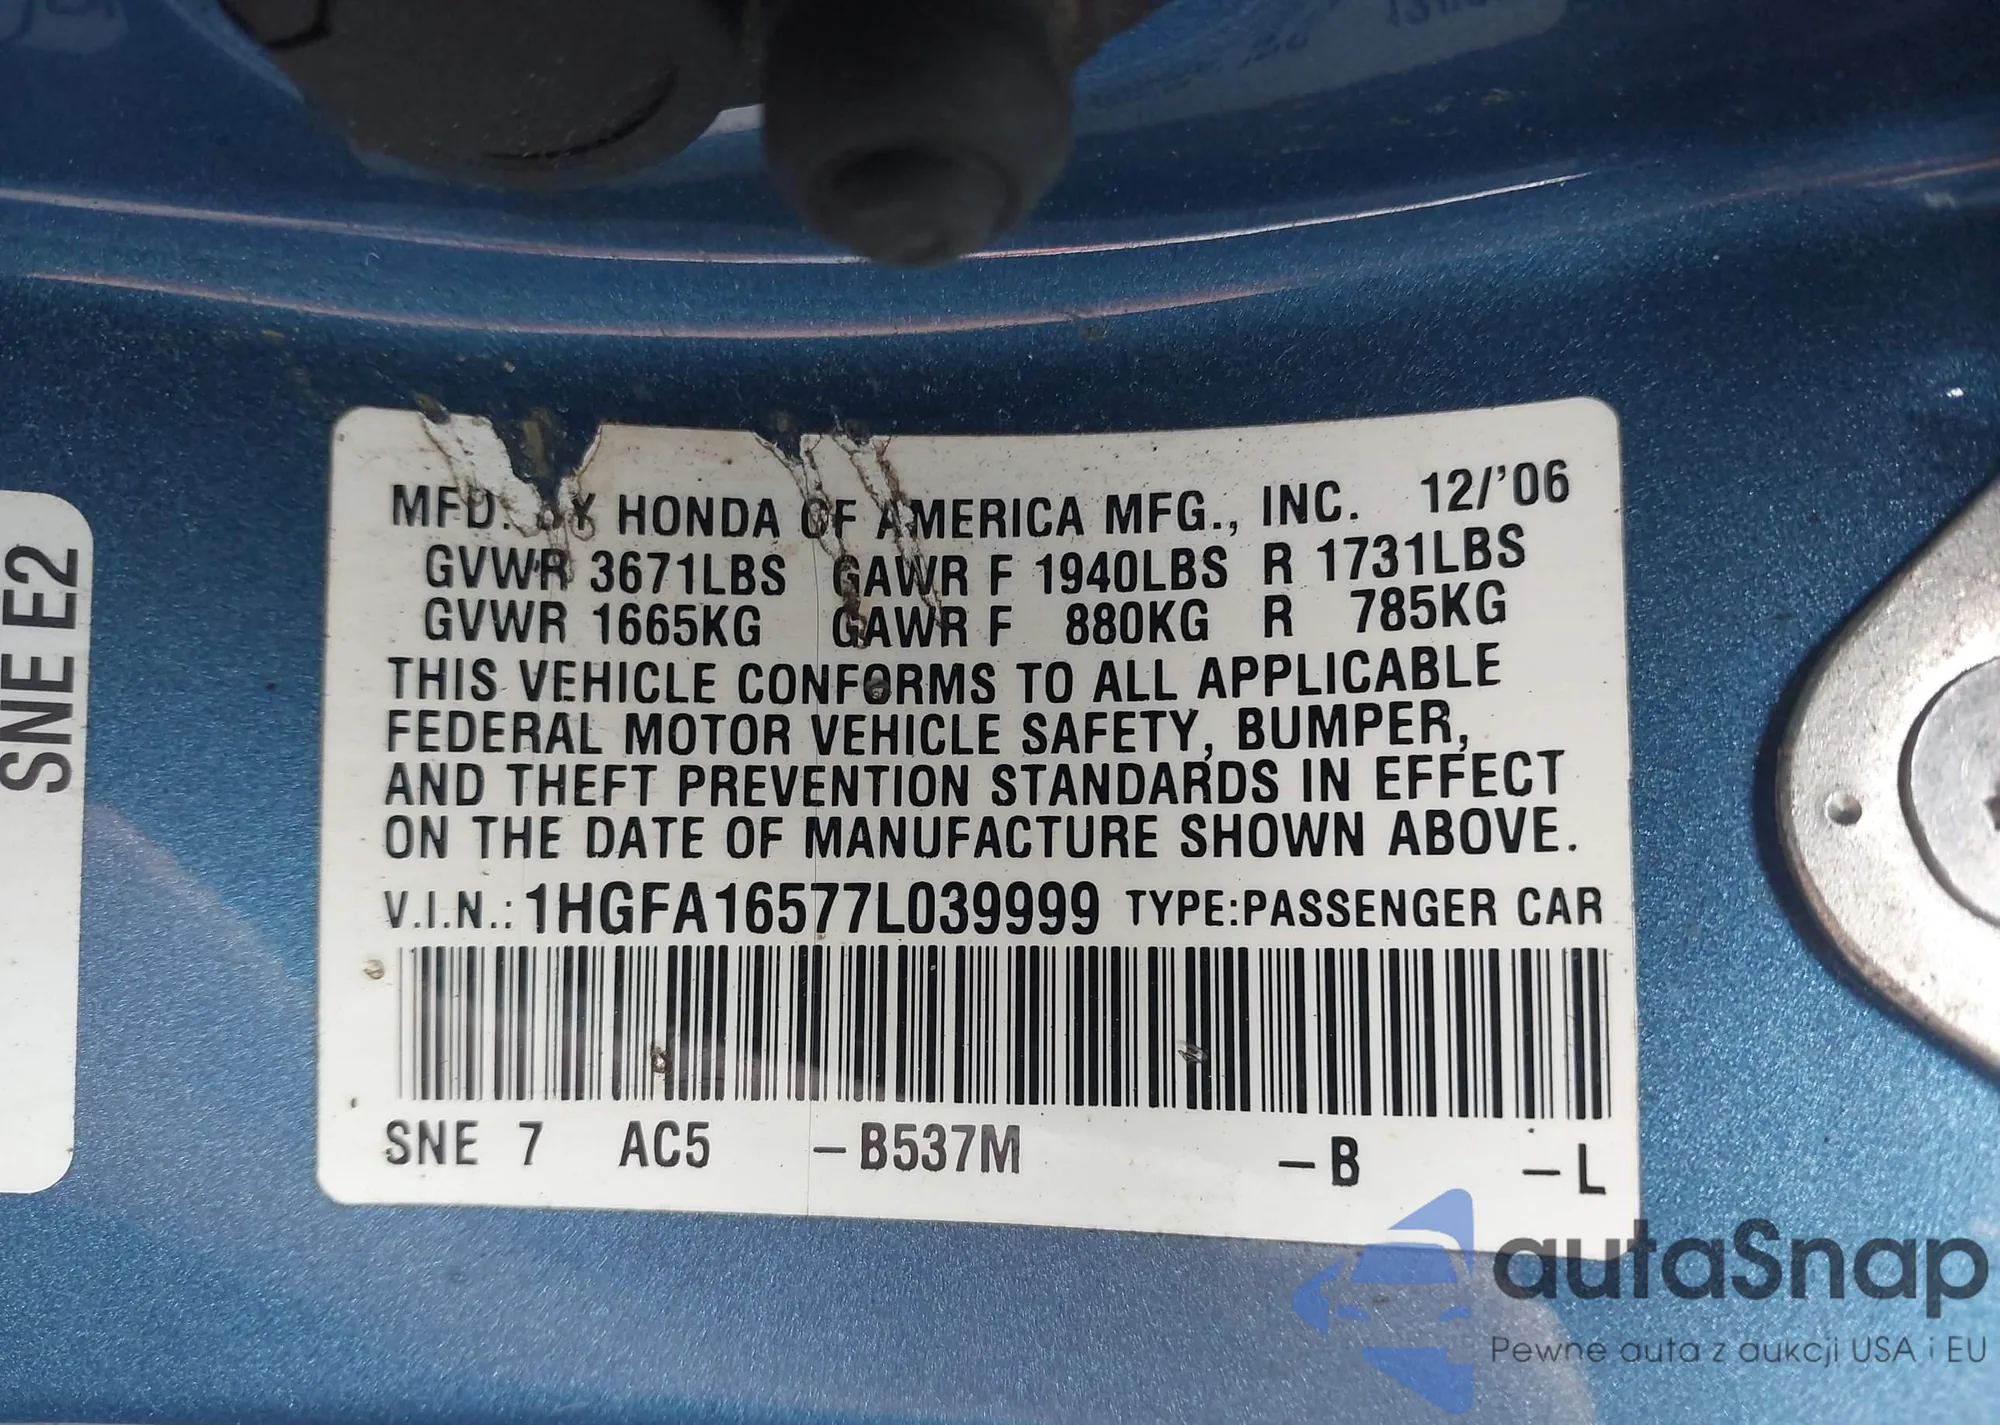 SNE E2
MFD. BY HONDA OF AMERICA MFG., INC. 12/'06
GVWR 3671LBS GAWR F 1940LBS R 1731LBS
GVWR 1665KG GAWR F 880KG R 785KG
THIS VEHICLE CONFORMS TO ALL APPLICABLE
FEDERAL MOTOR VEHICLE SAFETY, BUMPER,
AND THEFT PREVENTION STANDARDS IN EFFECT
ON THE DATE OF MANUFACTURE SHOWN ABOVE.
V.I.N.: 1HGFA16577L039999 TYPE:PASSENGER CAR
SNE 7 AC5 –B537M –B –L
autaSnap
Pewne auta z aukcji USA i EU